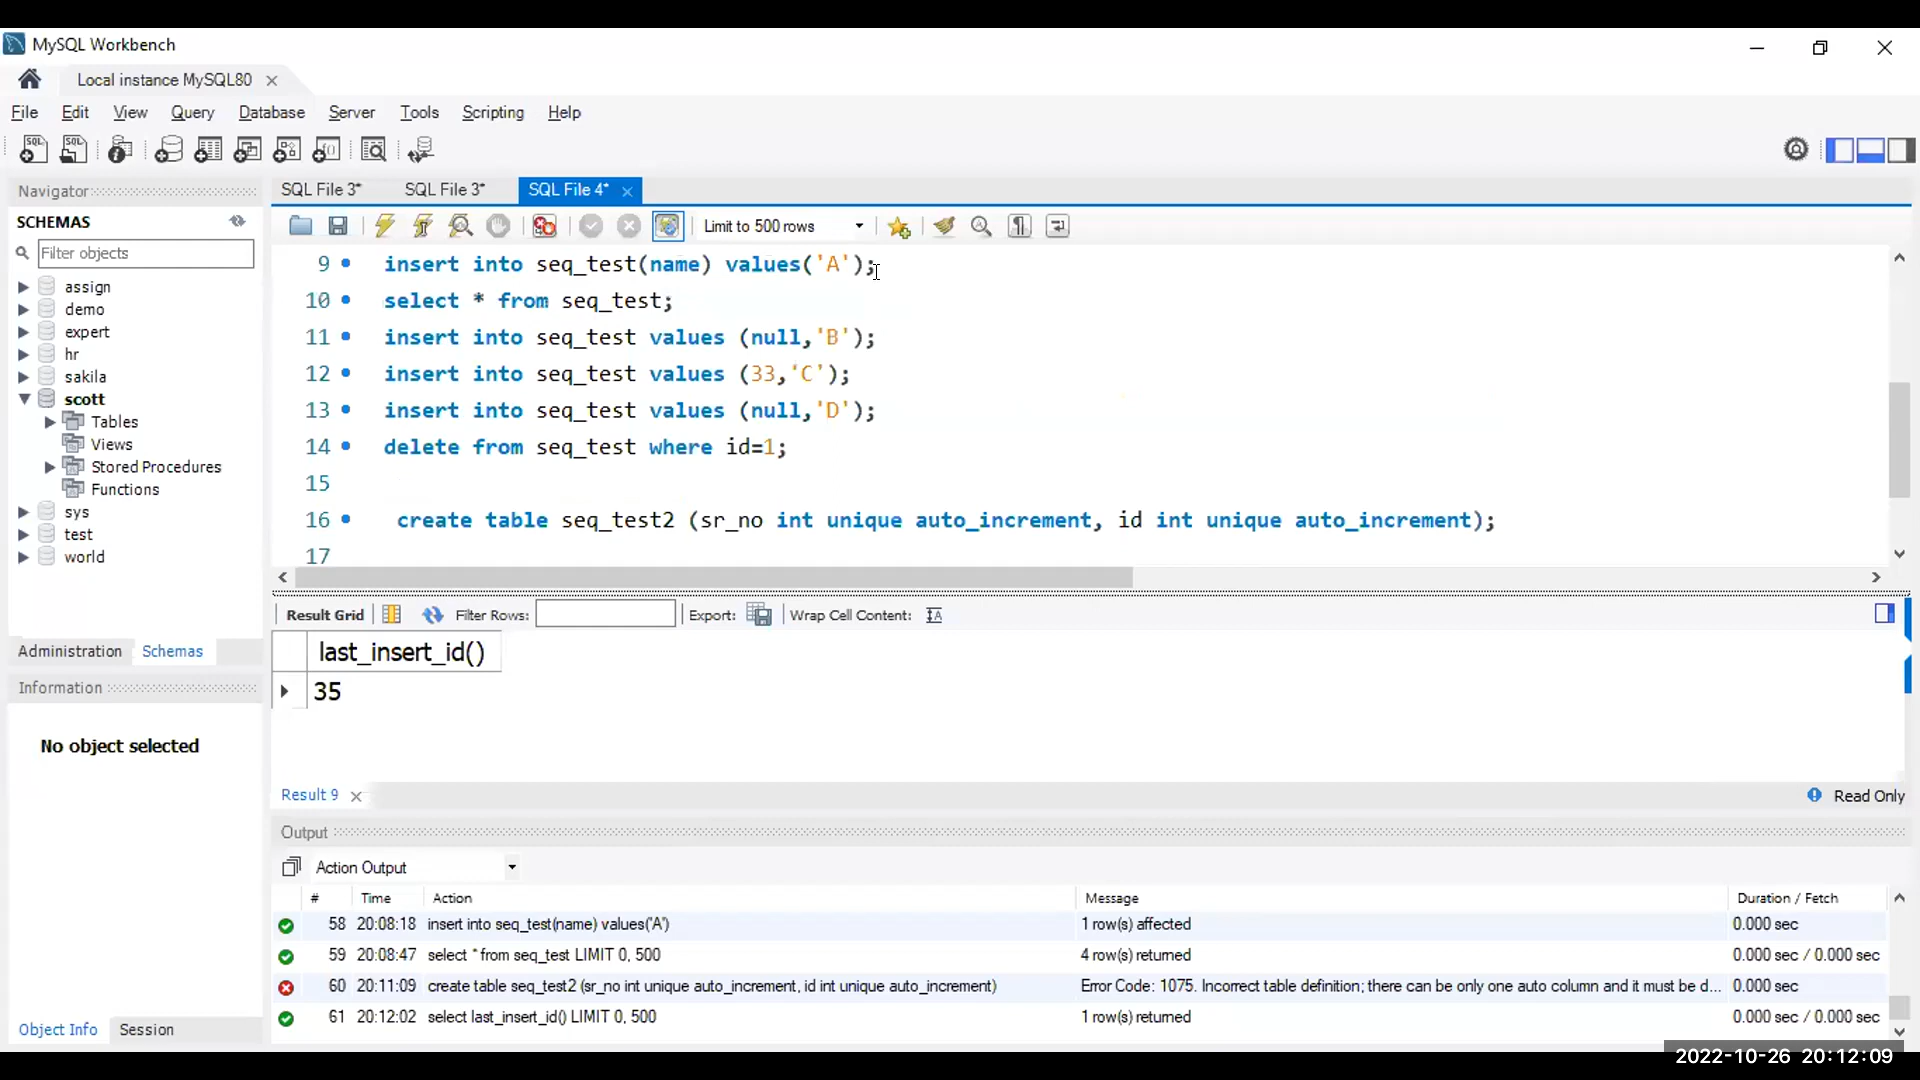 MySQL Workbench
Local instance MySQL80
File Edit View Query Database Server Tools Scripting Help
Navigator
SCHEMAS
Filter objects
assign
demo
expert
hr
sakila
scott
Tables
Views
Stored Procedures
Functions
sys
test
world
Administration Schemas
Information
No object selected
Object Info Session
SQL File 3* SQL File 3* SQL File 4*
Limit to 500 rows
9 insert into seq_test(name) values('A');
10 select * from seq_test;
11 insert into seq_test values (null,'B');
12 insert into seq_test values (33,'C');
13 insert into seq_test values (null,'D');
14 delete from seq_test where id=1;
15
16 create table seq_test2 (sr_no int unique auto_increment, id int unique auto_increment);
17
Result Grid Filter Rows: Export: Wrap Cell Content:
last_insert_id()
35
Result 9 Read Only
Output
Action Output
# Time Action Message Duration / Fetch
58 20:08:18 insert into seq_test(name) values('A') 1 row(s) affected 0.000 sec
59 20:08:47 select * from seq_test LIMIT 0, 500 4 row(s) returned 0.000 sec / 0.000 sec
60 20:11:09 create table seq_test2 (sr_no int unique auto_increment, id int unique auto_increment) Error Code: 1075. Incorrect table definition; there can be only one auto column and it must be d... 0.000 sec
61 20:12:02 select last_insert_id() LIMIT 0, 500 1 row(s) returned 0.000 sec / 0.000 sec
2022-10-26 20:12:09